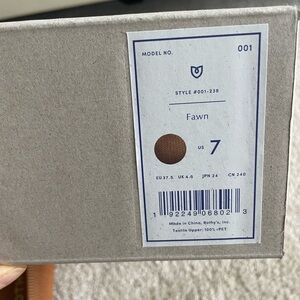 MODEL NO. 001
STYLE #001-238
Fawn
US 7
EU 37.5 UK 4.5 JPN 24 CN 240
1 92249 06802 3
Made in China, Rothy's, Inc.
Textile Upper: 100% rPET